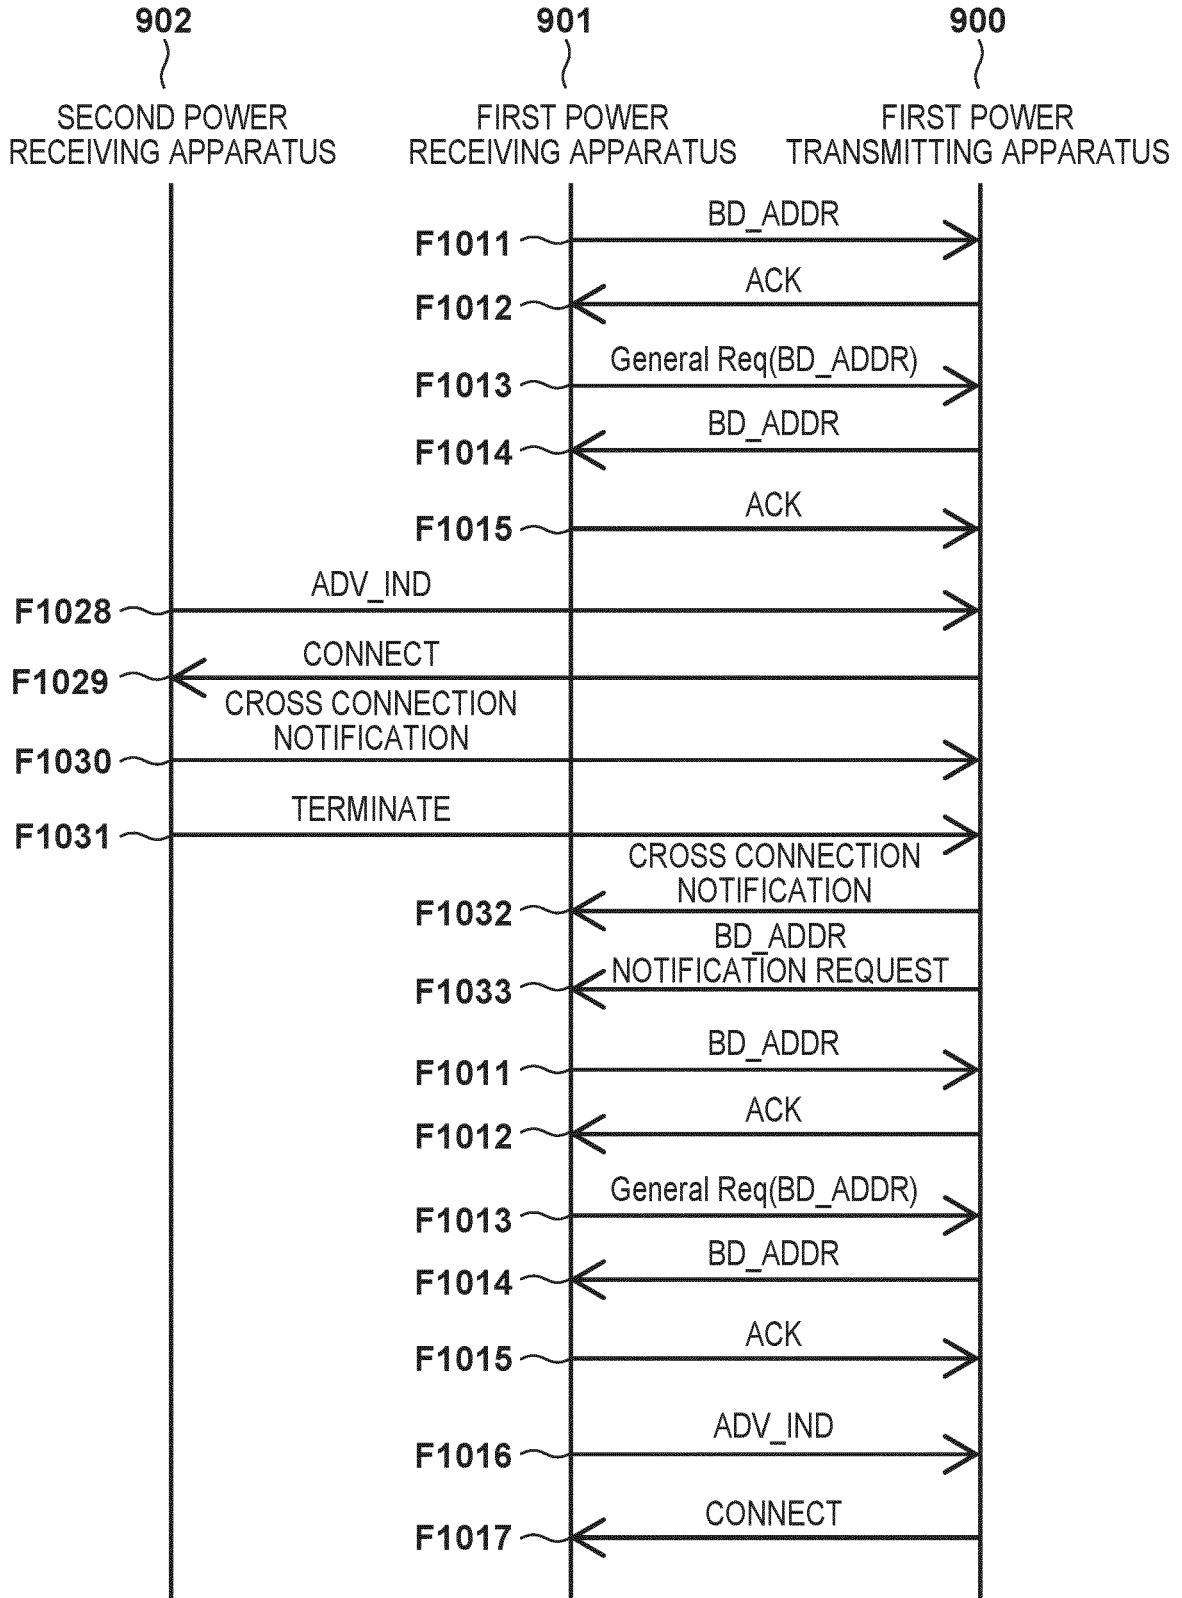 902
901
900
SECOND POWER
RECEIVING APPARATUS
FIRST POWER
RECEIVING APPARATUS
FIRST POWER
TRANSMITTING APPARATUS
BD_ADDR
F1011
ACK
F1012
General Req(BD_ADDR)
F1013
BD_ADDR
F1014
ACK
F1015
ADV_IND
F1028
CONNECT
F1029
CROSS CONNECTION
NOTIFICATION
F1030
TERMINATE
F1031
CROSS CONNECTION
NOTIFICATION
F1032
BD_ADDR
NOTIFICATION REQUEST
F1033
BD_ADDR
F1011
ACK
F1012
General Req(BD_ADDR)
F1013
BD_ADDR
F1014
ACK
F1015
ADV_IND
F1016
CONNECT
F1017